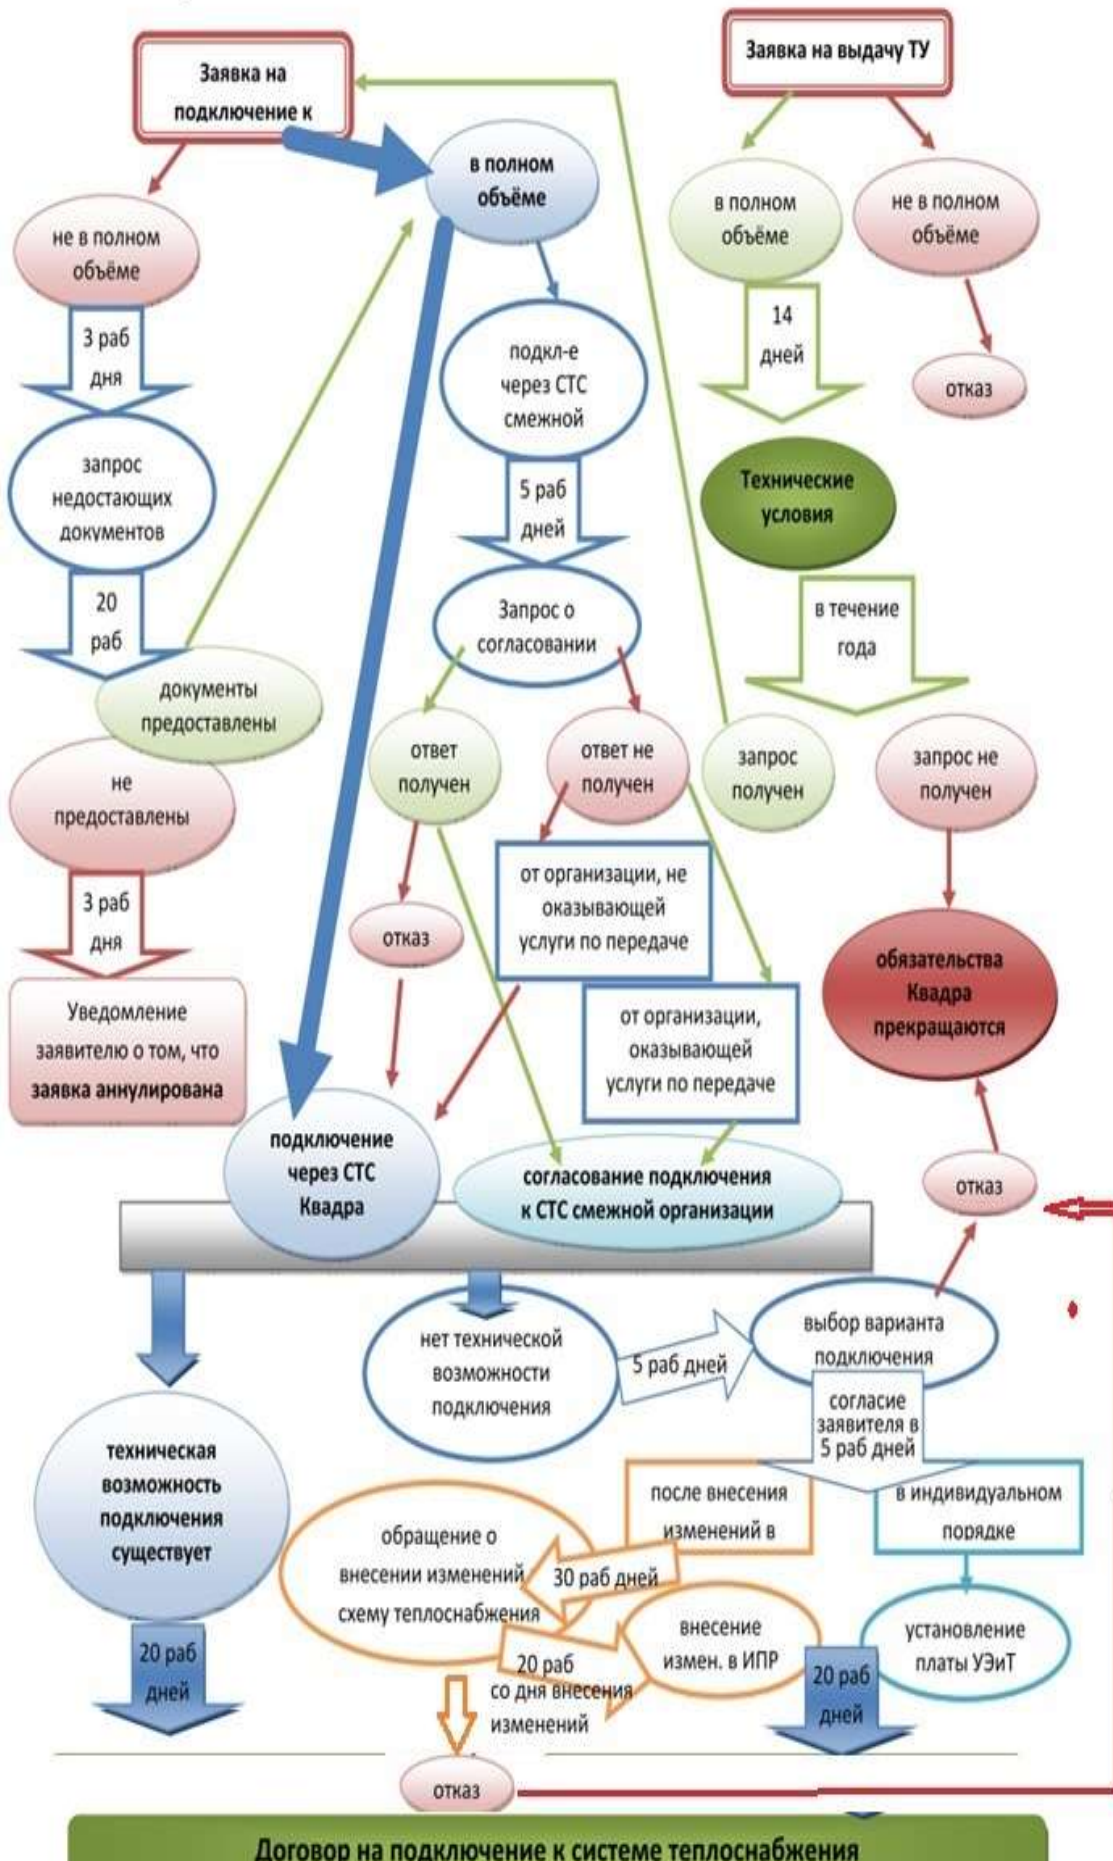 Заявка на
подключение к
Заявка на выдачу ТУ
в полном
объёме
не в полном
объёме
в полном
объёме
не в полном
объёме
3 раб
дня
подкл-е
через СТС
смежной
14
дней
отказ
запрос
недостающих
документов
5 раб
дней
Технические
условия
20
раб
Запрос о
согласовании
в течение
года
документы
предоставлены
не
предоставлены
ответ
получен
ответ не
получен
запрос
получен
запрос не
получен
3 раб
дня
отказ
от организации, не
оказывающей
услуги по передаче
обязательства
Квадра
прекращаются
Уведомление
заявителю о том, что
заявка аннулирована
от организации,
оказывающей
услуги по передаче
подключение
через СТС
Квадра
согласование подключения
к СТС смежной организации
отказ
нет технической
возможности
подключения
5 раб дней
выбор варианта
подключения
согласие
заявителя в
5 раб дней
техническая
возможность
подключения
существует
после внесения
изменений в
в индивидуальном
порядке
обращение о
внесении изменений
схему теплоснабжения
30 раб дней
20 раб
со дня внесения
изменений
внесение
измен. в ИПР
установление
платы УЭиТ
20 раб
дней
20 раб
дней
отказ
Договор на подключение к системе теплоснабжения